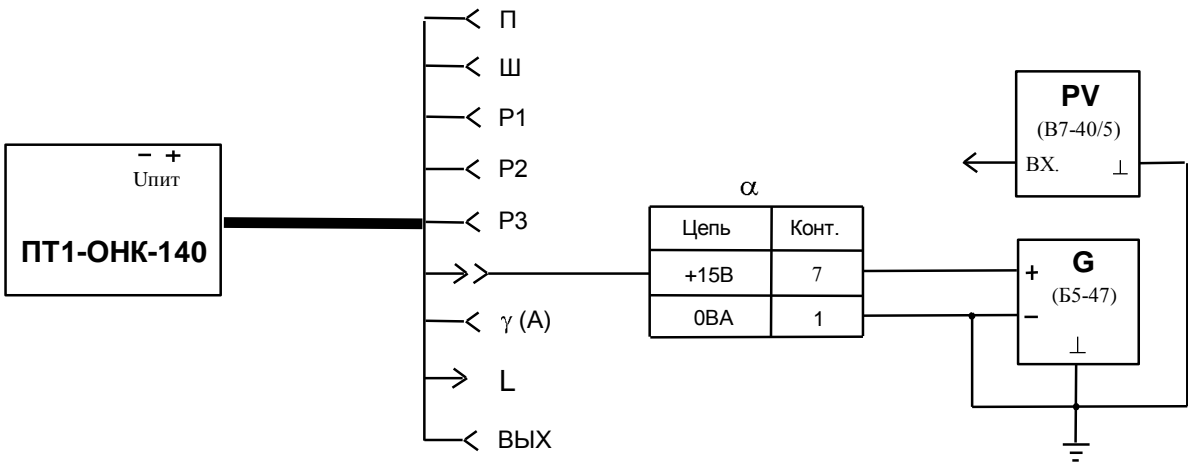 П
Ш
Р1
Р2
Р3
γ (А)
L
ВЫХ
− +
Uпит
ПТ1-ОНК-140
α
Цепь Конт.
+15В 7
0ВА 1
PV
(В7-40/5)
ВХ. ⊥
G
+
(Б5-47)
−
⊥